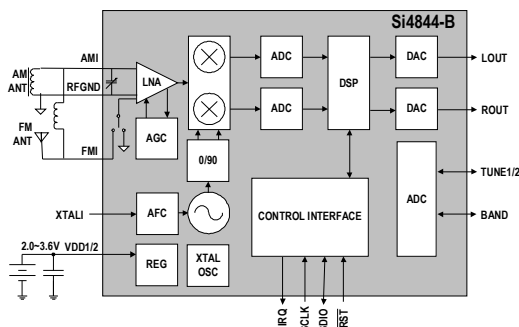 Si4844-B
AMI
AM
ANT
RFGND
LNA
ADC
DSP
DAC
LOUT
ADC
DAC
ROUT
FM
ANT
FMI
AGC
0/90
ADC
TUNE1/2
BAND
XTALI
AFC
CONTROL INTERFACE
2.0~3.6V VDD1/2
REG
XTAL
OSC
IRQ
RST